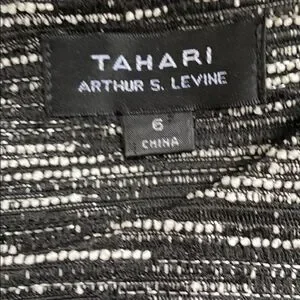 TAHARI
ARTHUR S. LEVINE
6
CHINA